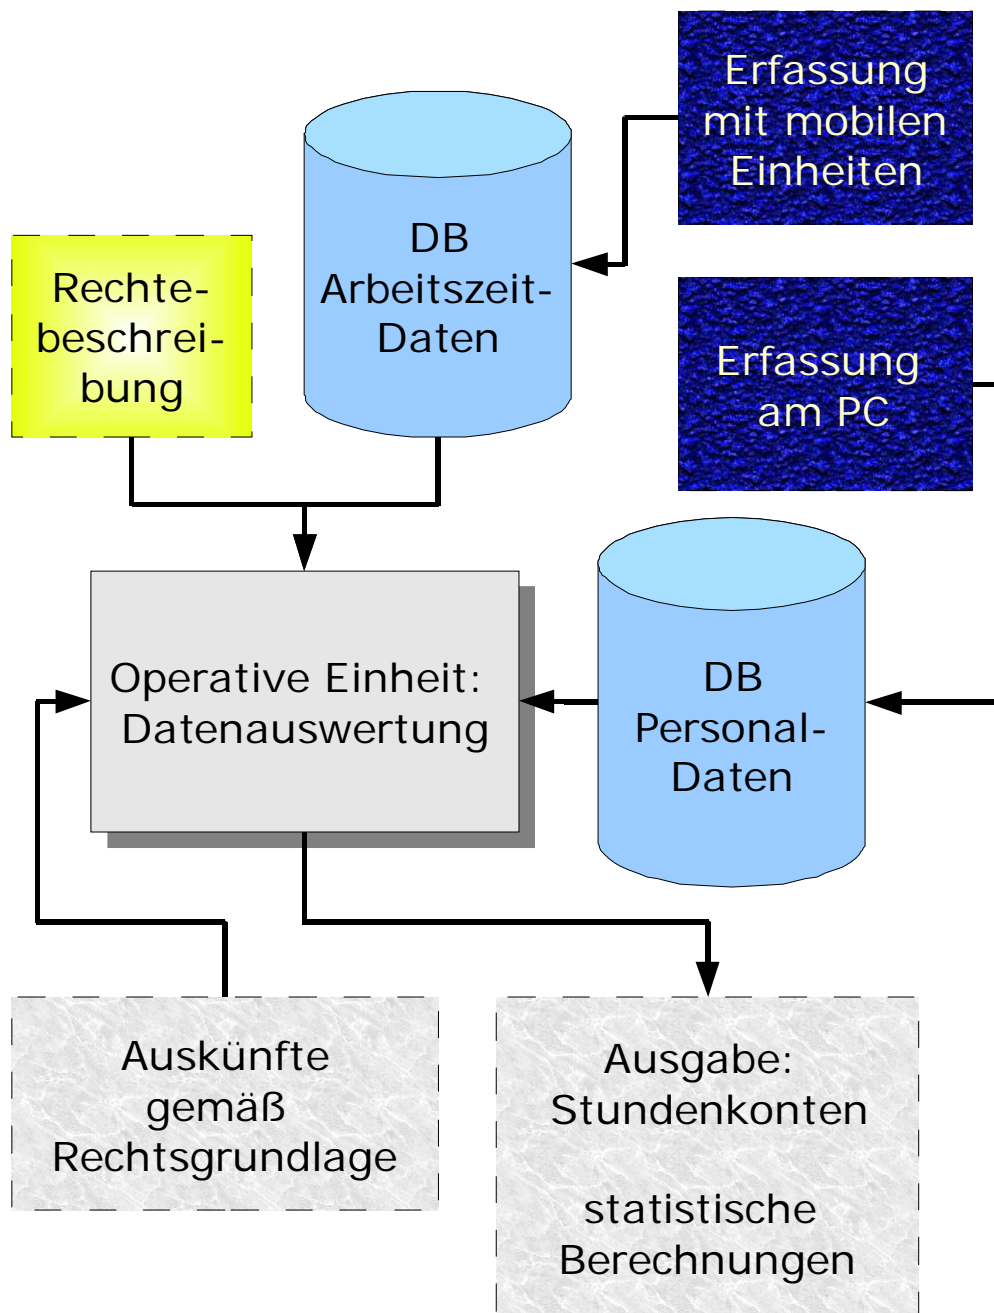 Erfassung
mit mobilen
Einheiten
DB
Arbeitszeit-
Daten
Rechte-
beschrei-
bung
Erfassung
am PC
Operative Einheit:
Datenauswertung
DB
Personal-
Daten
Auskünfte
gemäß
Rechtsgrundlage
Ausgabe:
Stundenkonten
statistische
Berechnungen